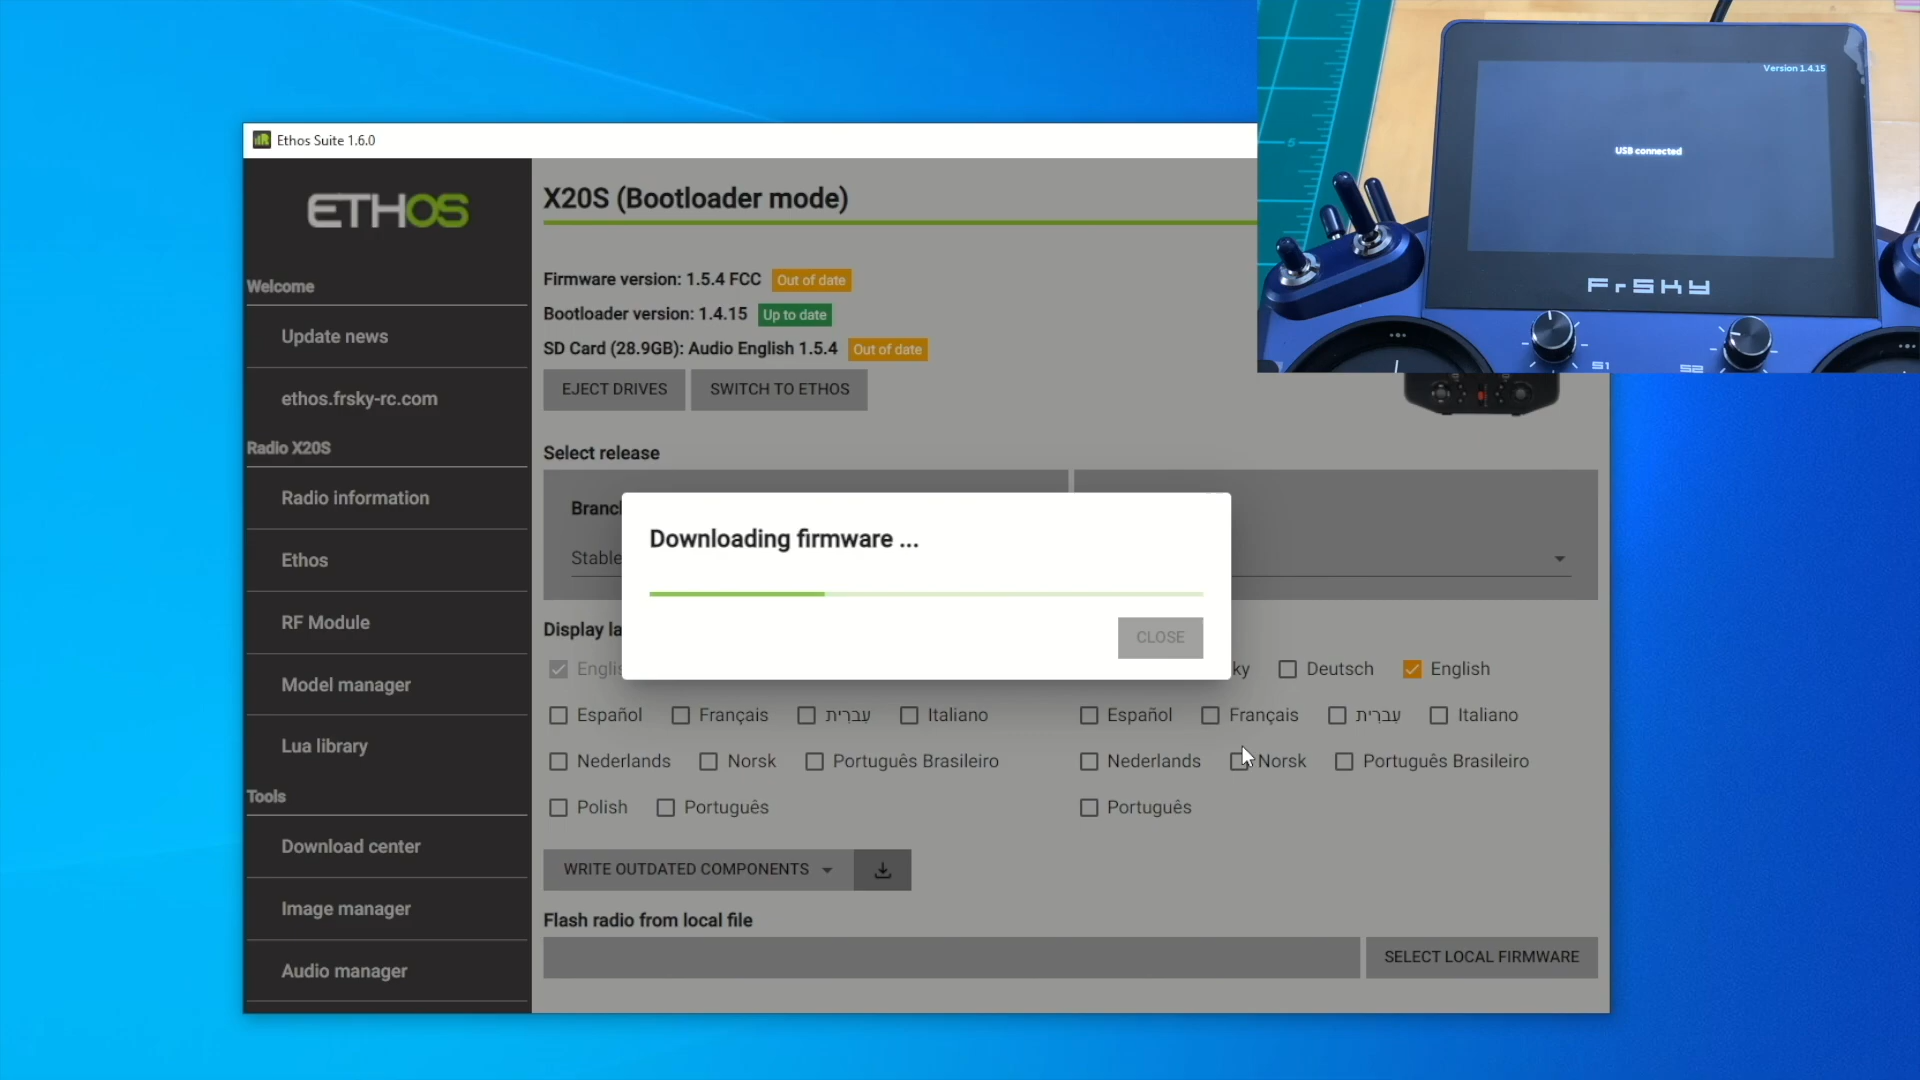 Ethos Suite 1.6.0
ETHOS
Welcome
Update news
ethos.frsky-rc.com
Radio X20S
Radio information
Ethos
RF Module
Model manager
Lua library
Tools
Download center
Image manager
Audio manager
X20S (Bootloader mode)
Firmware version: 1.5.4 FCC Out of date
Bootloader version: 1.4.15 Up to date
SD Card (28.9GB): Audio English 1.5.4 Out of date
EJECT DRIVES SWITCH TO ETHOS
Select release
Branch
Stable
Downloading firmware ...
CLOSE
Display la
Englis
ky Deutsch English
Español Français עברית Italiano
Español Français עברית Italiano
Nederlands Norsk Português Brasileiro
Nederlands Norsk Português Brasileiro
Polish Português
Português
WRITE OUTDATED COMPONENTS
Flash radio from local file
SELECT LOCAL FIRMWARE
Version 1.4.15
USB connected
FrSKY
S1
S2
5